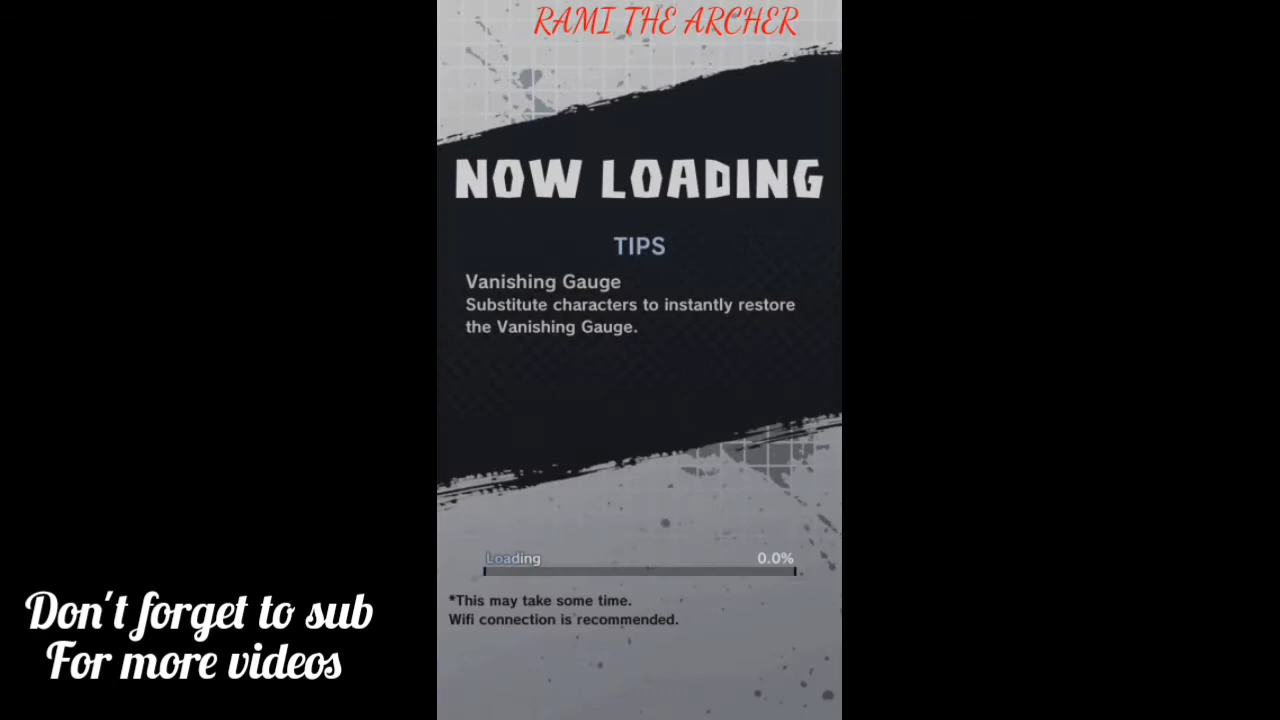 RAMI THE ARCHER
NOW LOADING
TIPS
Vanishing Gauge
Substitute characters to instantly restore
the Vanishing Gauge.
Loading 0.0%
*This may take some time.
Wifi connection is recommended.
Don't forget to sub
For more videos